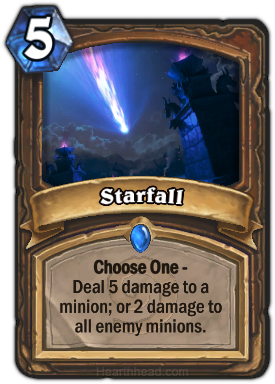 5
Starfall
Choose One -
Deal 5 damage to a
minion; or 2 damage to
all enemy minions.
Hearthhead.com